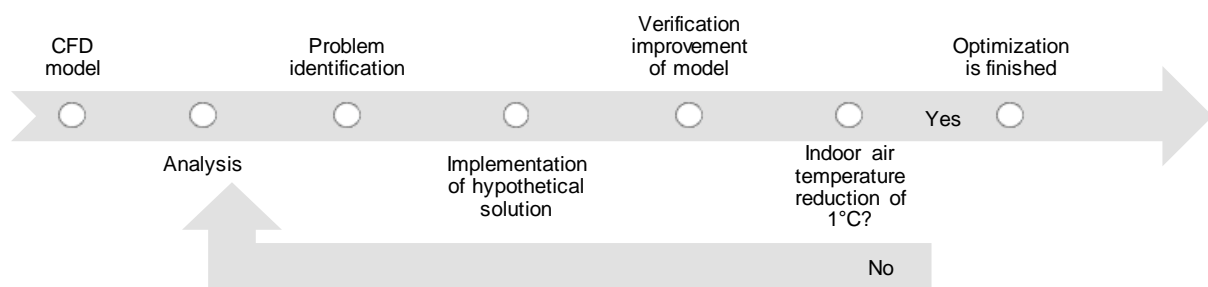 CFD
model
Analysis
Problem
identification
Implementation
of hypothetical
solution
Verification
improvement
of model
Indoor air
temperature
reduction of
1°C?
Yes
Optimization
is finished
No